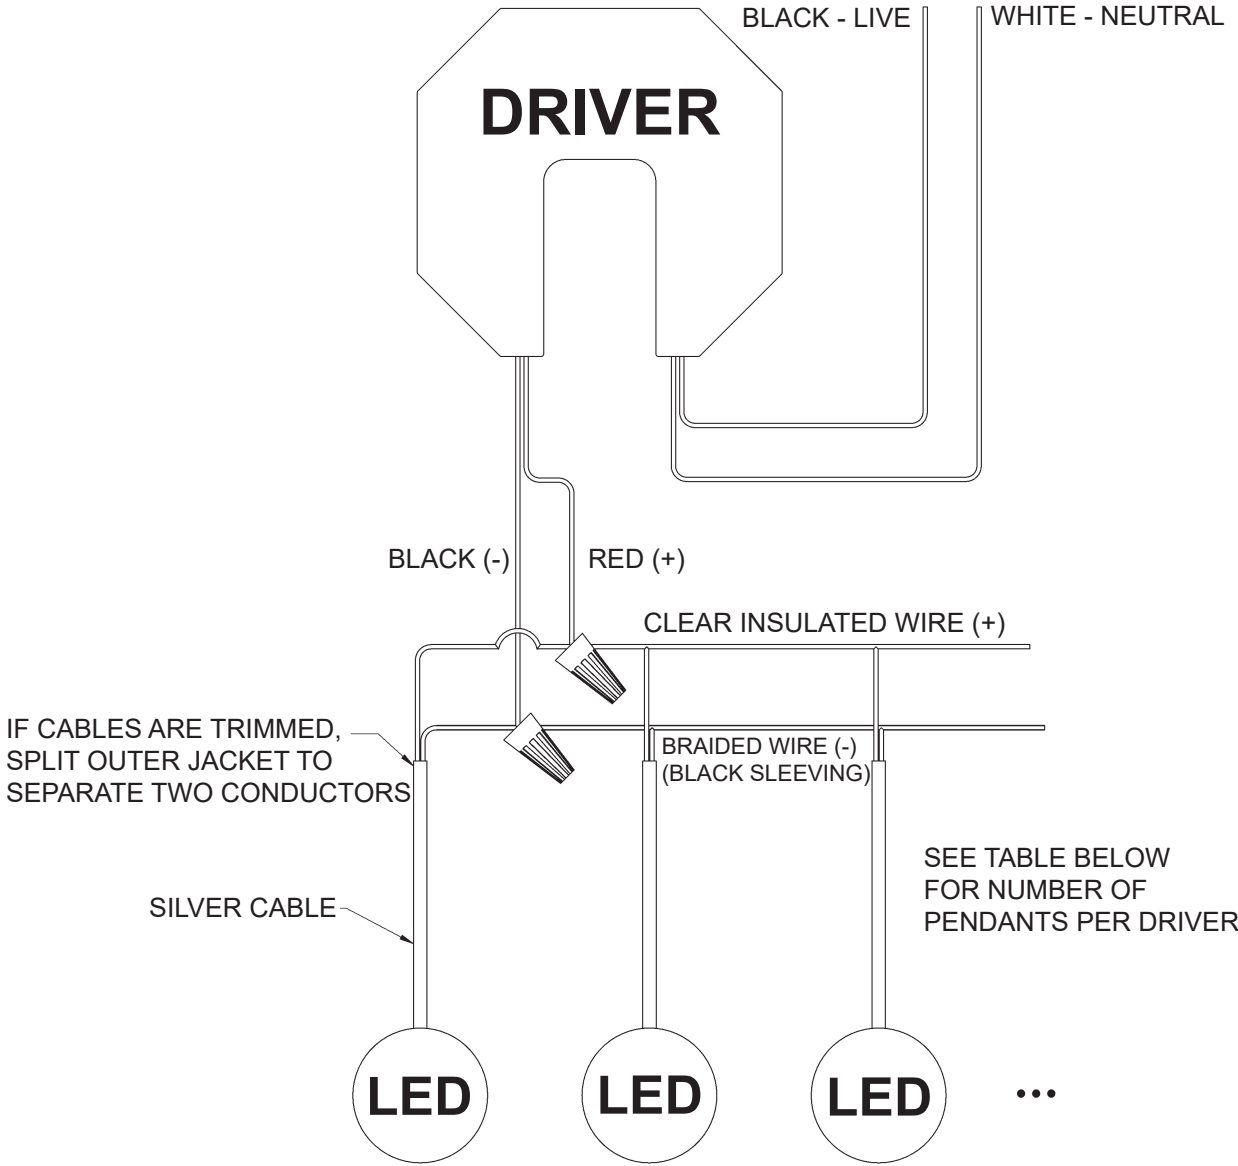 BLACK - LIVE
WHITE - NEUTRAL
DRIVER
BLACK (-)
RED (+)
CLEAR INSULATED WIRE (+)
IF CABLES ARE TRIMMED,
SPLIT OUTER JACKET TO
SEPARATE TWO CONDUCTORS
BRAIDED WIRE (-)
(BLACK SLEEVING)
SEE TABLE BELOW
FOR NUMBER OF
PENDANTS PER DRIVER
SILVER CABLE
LED
LED
LED
...